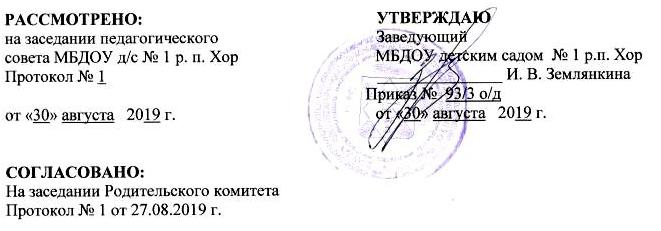 РАССМОТРЕНО:
на заседании педагогического
совета МБДОУ д/с № 1 р. п. Хор
Протокол № 1
от «30» августа 2019 г.
УТВЕРЖДАЮ
Заведующий
МБДОУ детским садом № 1 р.п. Хор
И. В. Землянкина
Приказ № 93/3 о/д
от «30» августа 2019 г.
СОГЛАСОВАНО:
На заседании Родительского комитета
Протокол № 1 от 27.08.2019 г.